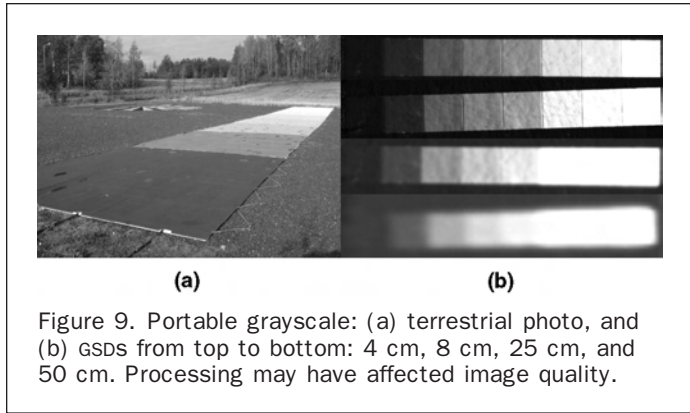 (a)
(b)
Figure 9. Portable grayscale: (a) terrestrial photo, and
(b) GSDs from top to bottom: 4 cm, 8 cm, 25 cm, and
50 cm. Processing may have affected image quality.